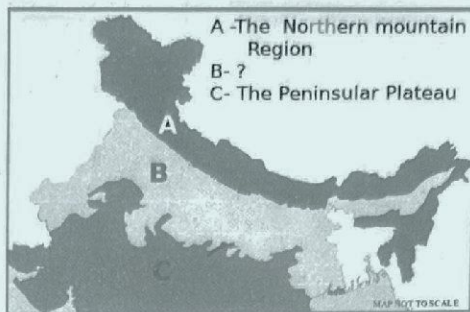 A -The Northern mountain
Region
B- ?
C- The Peninsular Plateau
A
B
C
MAP NOT TO SCALE